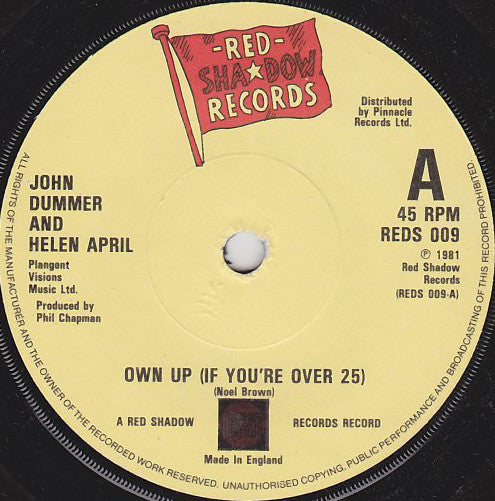 -RED-
SHA★DOW
RECORDS
Distributed
by Pinnacle
Records Ltd.
A
45 RPM
REDS 009
℗ 1981
Red Shadow
Records
(REDS 009-A)
JOHN
DUMMER
AND
HELEN APRIL
Plangent
Visions
Music Ltd.
Produced by
Phil Chapman
OWN UP (IF YOU'RE OVER 25)
(Noel Brown)
A RED SHADOW RECORDS RECORD
Made in England
ALL RIGHTS OF THE MANUFACTURER AND THE OWNER OF THE RECORDED WORK RESERVED. UNAUTHORISED COPYING, PUBLIC PERFORMANCE AND BROADCASTING OF THIS RECORD PROHIBITED.